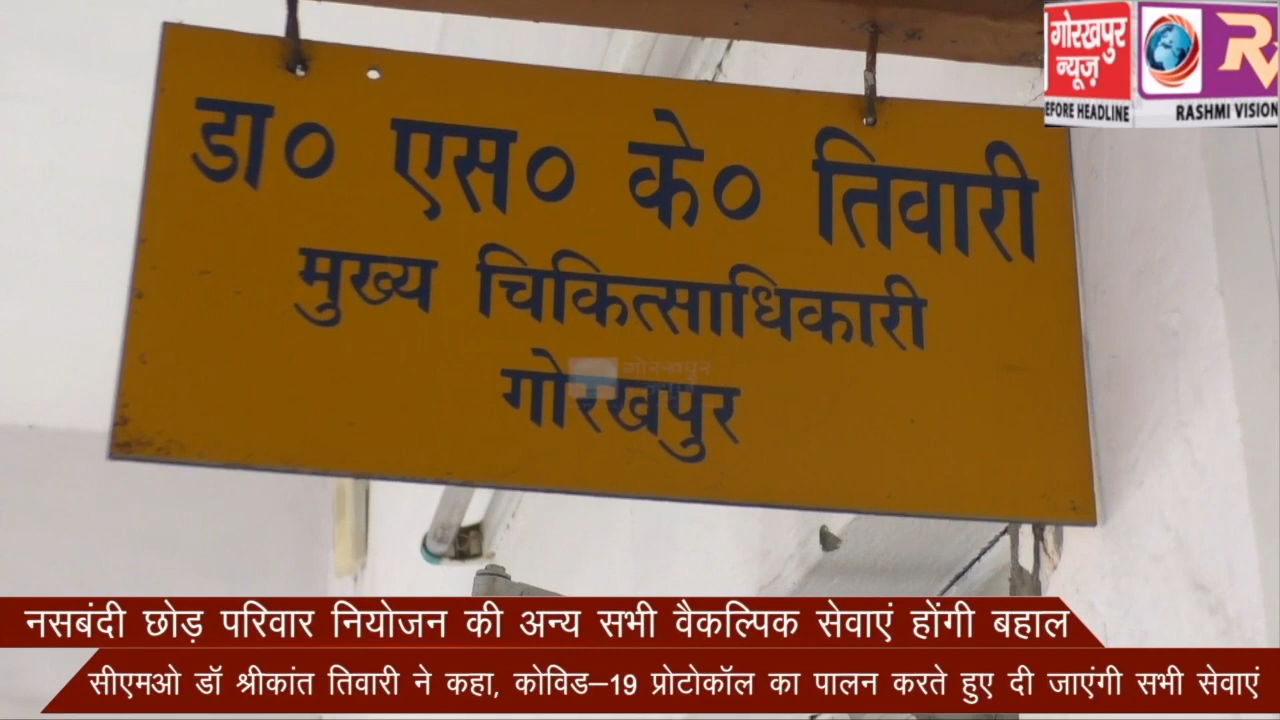 गोरखपुर
न्यूज़
EFORE HEADLINE
RASHMI VISION
डा० एस० के० तिवारी
मुख्य चिकित्साधिकारी
गोरखपुर
गोरखपुर
न्यूज़
नसबंदी छोड़ परिवार नियोजन की अन्य सभी वैकल्पिक सेवाएं होंगी बहाल
सीएमओ डॉ श्रीकांत तिवारी ने कहा, कोविड–19 प्रोटोकॉल का पालन करते हुए दी जाएंगी सभी सेवाएं